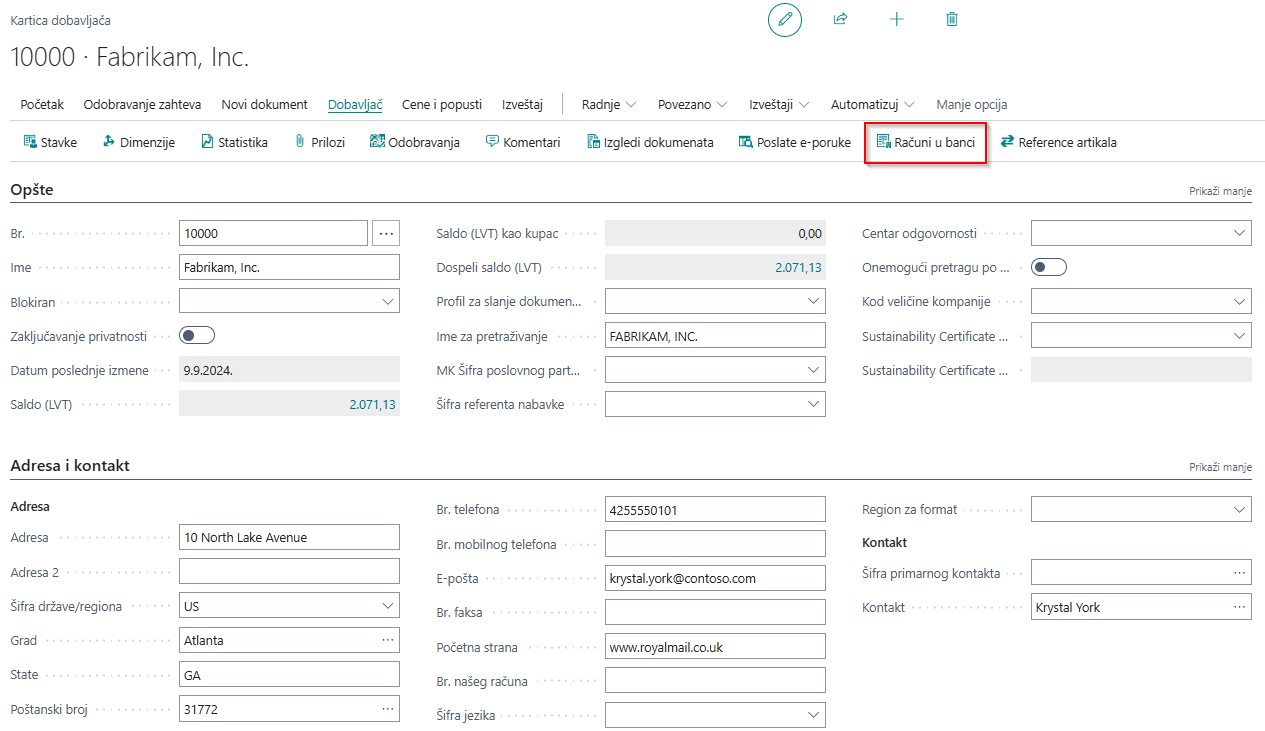 Kartica dobavljača
10000 · Fabrikam, Inc.
Početak Odobravanje zahteva Novi dokument Dobavljač Cene i popusti Izveštaj Radnje Povezano Izveštaji Automatizuj Manje opcija
Stavke Dimenzije Statistika Prilozi Odobravanja Komentari Izgledi dokumenata Poslate e-poruke Računi u banci Reference artikala
Opšte Prikaži manje
Br. 10000 ...
Ime Fabrikam, Inc.
Blokiran
Zaključavanje privatnosti
Datum poslednje izmene 9.9.2024.
Saldo (LVT) 2.071,13
Saldo (LVT) kao kupac 0,00
Dospeli saldo (LVT) 2.071,13
Profil za slanje dokumen...
Ime za pretraživanje FABRIKAM, INC.
MK Šifra poslovnog part...
Šifra referenta nabavke
Centar odgovornosti
Onemogući pretragu po ...
Kod veličine kompanije
Sustainability Certificate ...
Sustainability Certificate ...
Adresa i kontakt Prikaži manje
Adresa
Adresa 10 North Lake Avenue
Adresa 2
Šifra države/regiona US
Grad Atlanta ...
State GA
Poštanski broj 31772 ...
Br. telefona 4255550101
Br. mobilnog telefona
E-pošta krystal.york@contoso.com
Br. faksa
Početna strana www.royalmail.co.uk
Br. našeg računa
Šifra jezika
Region za format
Kontakt
Šifra primarnog kontakta ...
Kontakt Krystal York ...